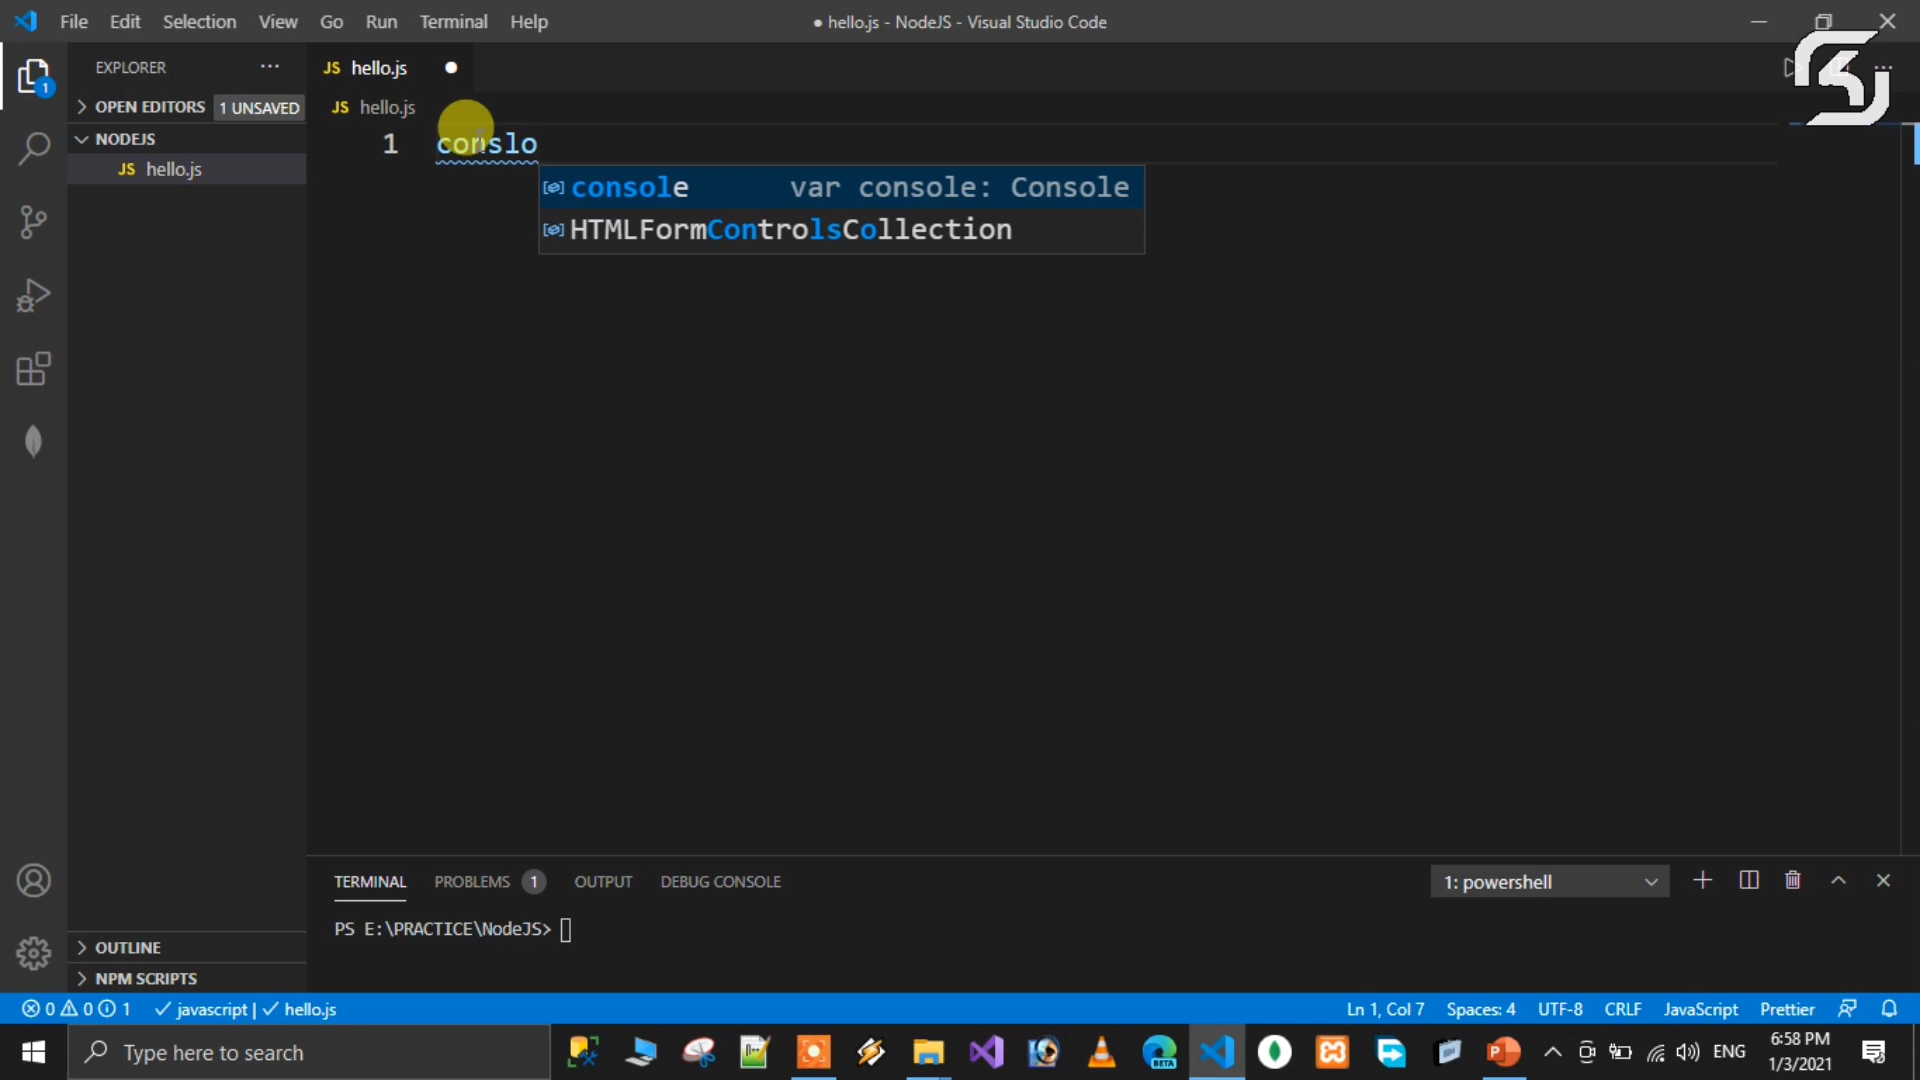 File Edit Selection View Go Run Terminal Help
● hello.js - NodeJS - Visual Studio Code
EXPLORER ...
JS hello.js ●
OPEN EDITORS 1 UNSAVED
JS hello.js
NODEJS
1 conslo
JS hello.js
console var console: Console
HTMLFormControlsCollection
1
TERMINAL PROBLEMS 1 OUTPUT DEBUG CONSOLE
1: powershell
PS E:\PRACTICE\NodeJS>
OUTLINE
NPM SCRIPTS
0 0 1 javascript | hello.js
Ln 1, Col 7 Spaces: 4 UTF-8 CRLF JavaScript Prettier
Type here to search
BETA
ENG
6:58 PM
1/3/2021